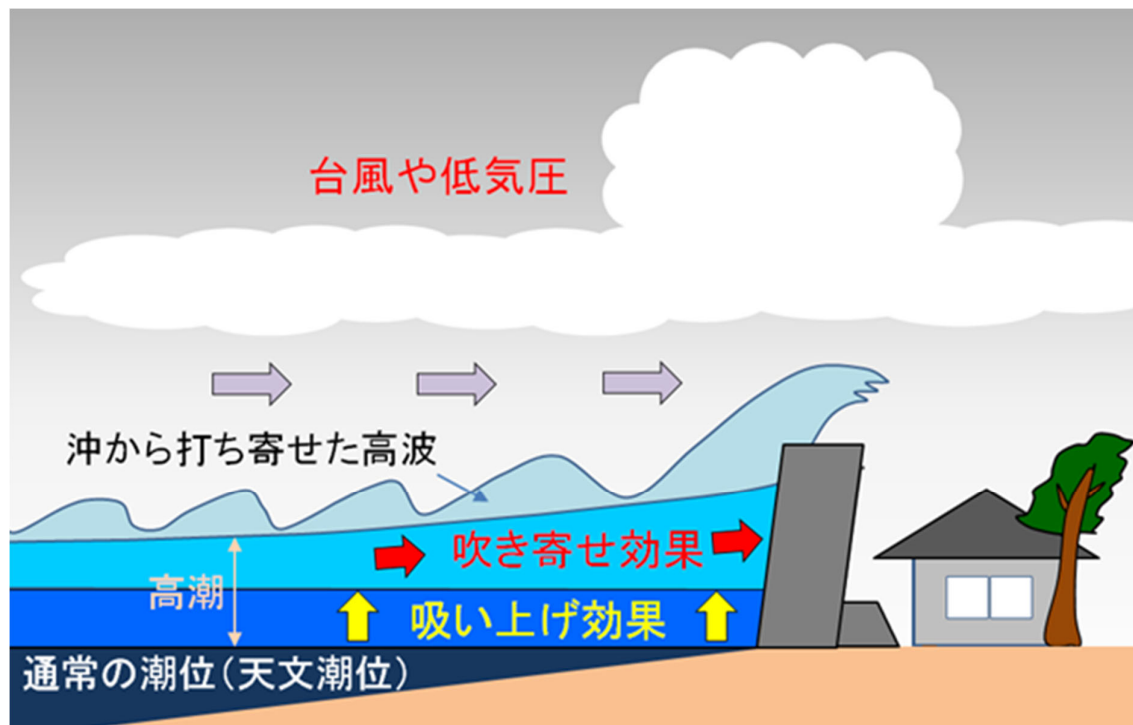 台風や低気圧
沖から打ち寄せた高波
吹き寄せ効果
高潮
吸い上げ効果
通常の潮位(天文潮位)